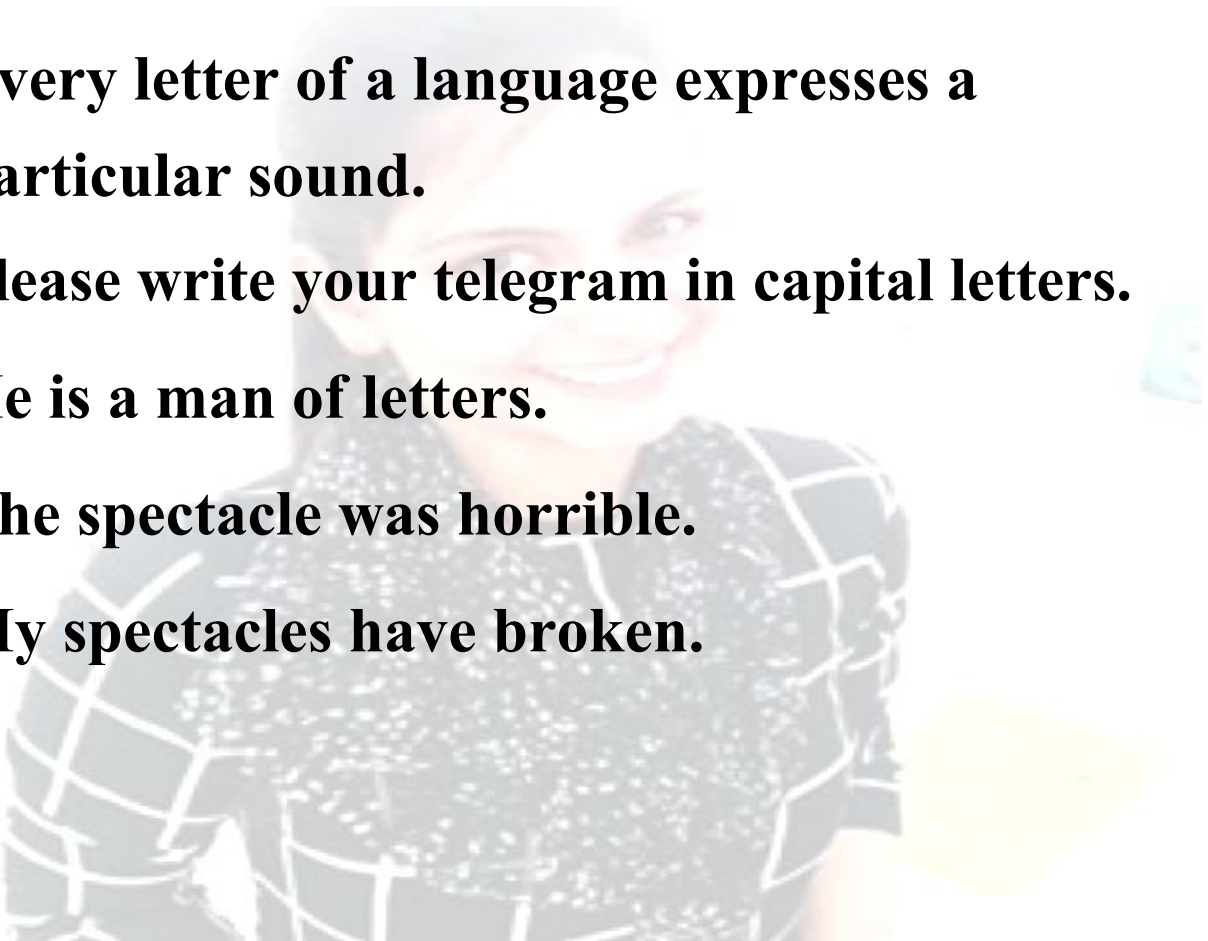 very letter of a language expresses a
articular sound.
lease write your telegram in capital letters.
e is a man of letters.
he spectacle was horrible.
y spectacles have broken.